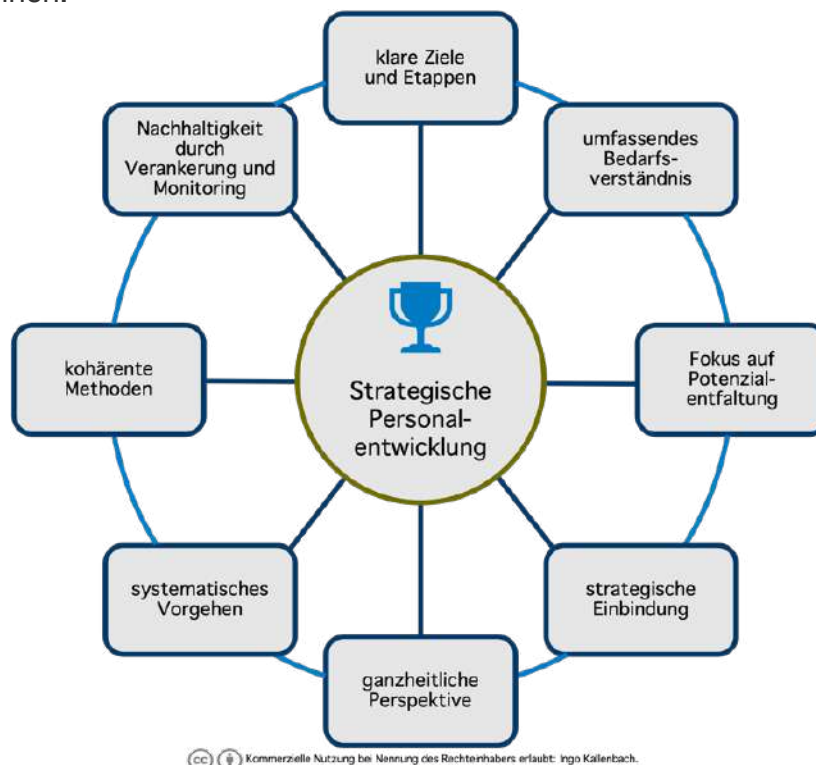 klare Ziele
und Etappen
umfassendes
Bedarfs-
verständnis
Fokus auf
Potenzial-
entfaltung
strategische
Einbindung
ganzheitliche
Perspektive
systematisches
Vorgehen
kohärente
Methoden
Nachhaltigkeit
durch
Verankerung und
Monitoring
Strategische
Personal-
entwicklung
cc Kommerzielle Nutzung bei Nennung des Rechteinhabers erlaubt: Ingo Kallenbach.